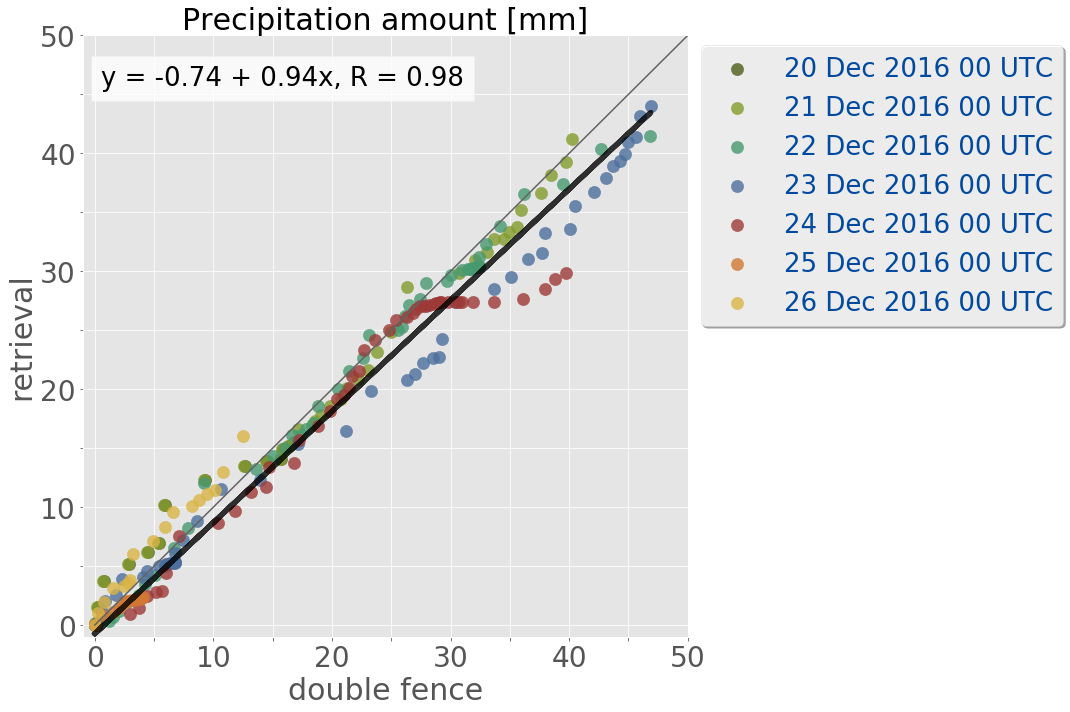 Precipitation amount [mm]
y = -0.74 + 0.94x, R = 0.98
50
40
30
20
10
0
retrieval
0 10 20 30 40 50
double fence
20 Dec 2016 00 UTC
21 Dec 2016 00 UTC
22 Dec 2016 00 UTC
23 Dec 2016 00 UTC
24 Dec 2016 00 UTC
25 Dec 2016 00 UTC
26 Dec 2016 00 UTC